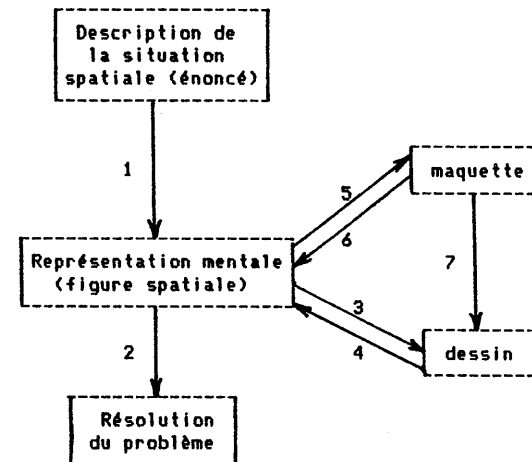 Description de
la situation
spatiale (énoncé)
1
5
maquette
6
Représentation mentale
(figure spatiale)
7
3
2
4
dessin
Résolution
du problème